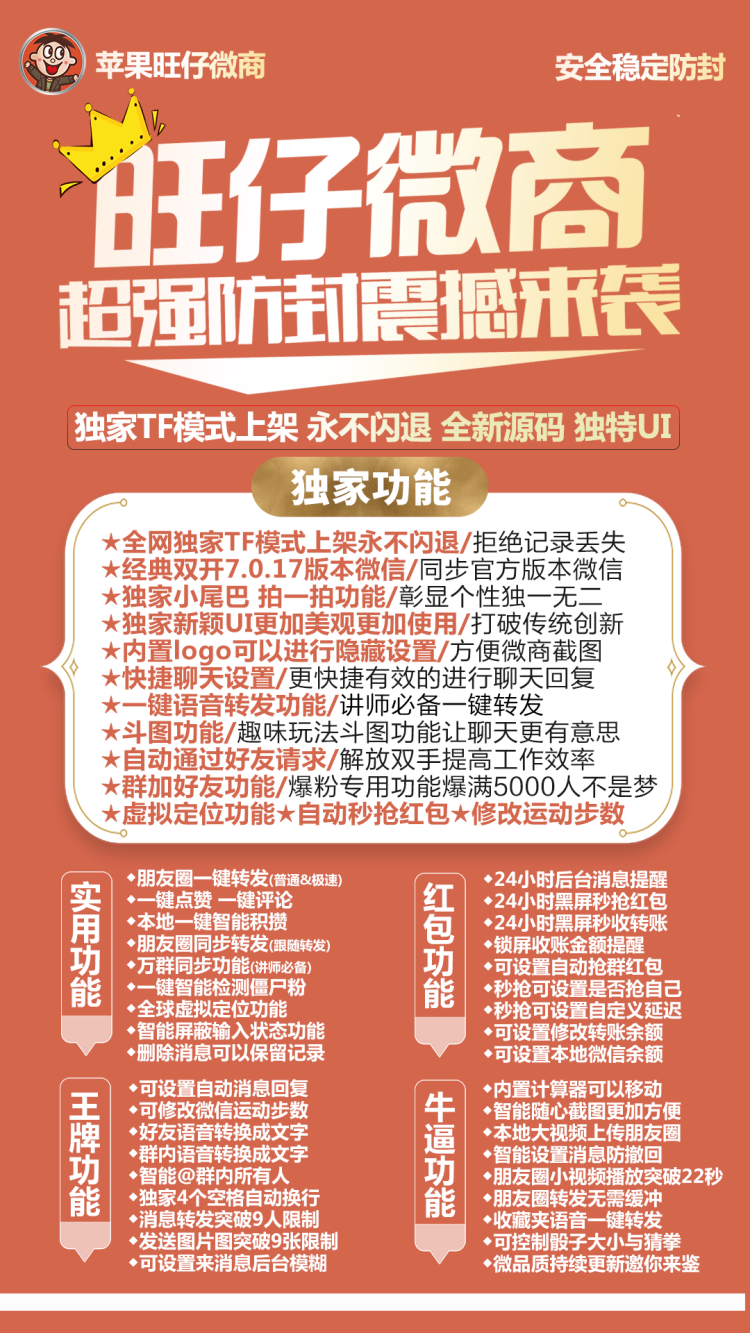 苹果旺仔微商
安全稳定防封
旺仔微商
超强防封震撼来袭
独家TF模式上架 永不闪退 全新源码 独特UI
独家功能
★全网独家TF模式上架永不闪退/拒绝记录丢失
★经典双开7.0.17版本微信/同步官方版本微信
★独家小尾巴 拍一拍功能/彰显个性独一无二
★独家新颖UI更加美观更加使用/打破传统创新
★内置logo可以进行隐藏设置/方便微商截图
★快捷聊天设置/更快捷有效的进行聊天回复
★一键语音转发功能/讲师必备一键转发
★斗图功能/趣味玩法斗图功能让聊天更有意思
★自动通过好友请求/解放双手提高工作效率
★群加好友功能/爆粉专用功能爆满5000人不是梦
★虚拟定位功能★自动秒抢红包★修改运动步数
实用功能
◆朋友圈一键转发(普通&极速)
◆一键点赞 一键评论
◆本地一键智能积攒
◆朋友圈同步转发(跟随转发)
◆万群同步功能(讲师必备)
◆一键智能检测僵尸粉
◆全球虚拟定位功能
◆智能屏蔽输入状态功能
◆删除消息可以保留记录
红包功能
◆24小时后台消息提醒
◆24小时黑屏秒抢红包
◆24小时黑屏秒收转账
◆锁屏收账金额提醒
◆可设置自动抢群红包
◆秒抢可设置是否抢自己
◆秒抢可设置自定义延迟
◆可设置修改转账余额
◆可设置本地微信余额
王牌功能
◆可设置自动消息回复
◆可修改微信运动步数
◆好友语音转换成文字
◆群内语音转换成文字
◆智能@群内所有人
◆独家4个空格自动换行
◆消息转发突破9人限制
◆发送图片图突破9张限制
◆可设置来消息后台模糊
牛逼功能
◆内置计算器可以移动
◆智能随心截图更加方便
◆本地大视频上传朋友圈
◆智能设置消息防撤回
◆朋友圈小视频播放突破22秒
◆朋友圈转发无需缓冲
◆收藏夹语音一键转发
◆可控制骰子大小与猜拳
◆微品质持续更新邀你来鉴